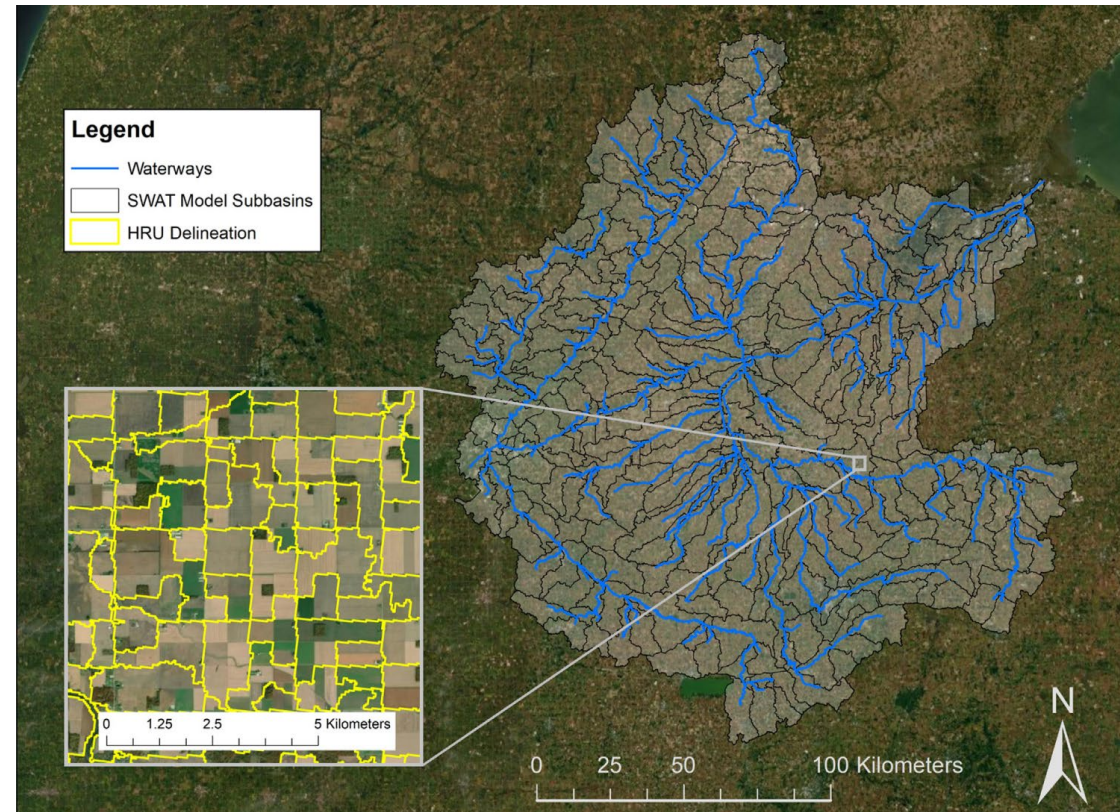 Legend
Waterways
SWAT Model Subbasins
HRU Delineation
0 1.25 2.5 5 Kilometers
N
0 25 50 100 Kilometers